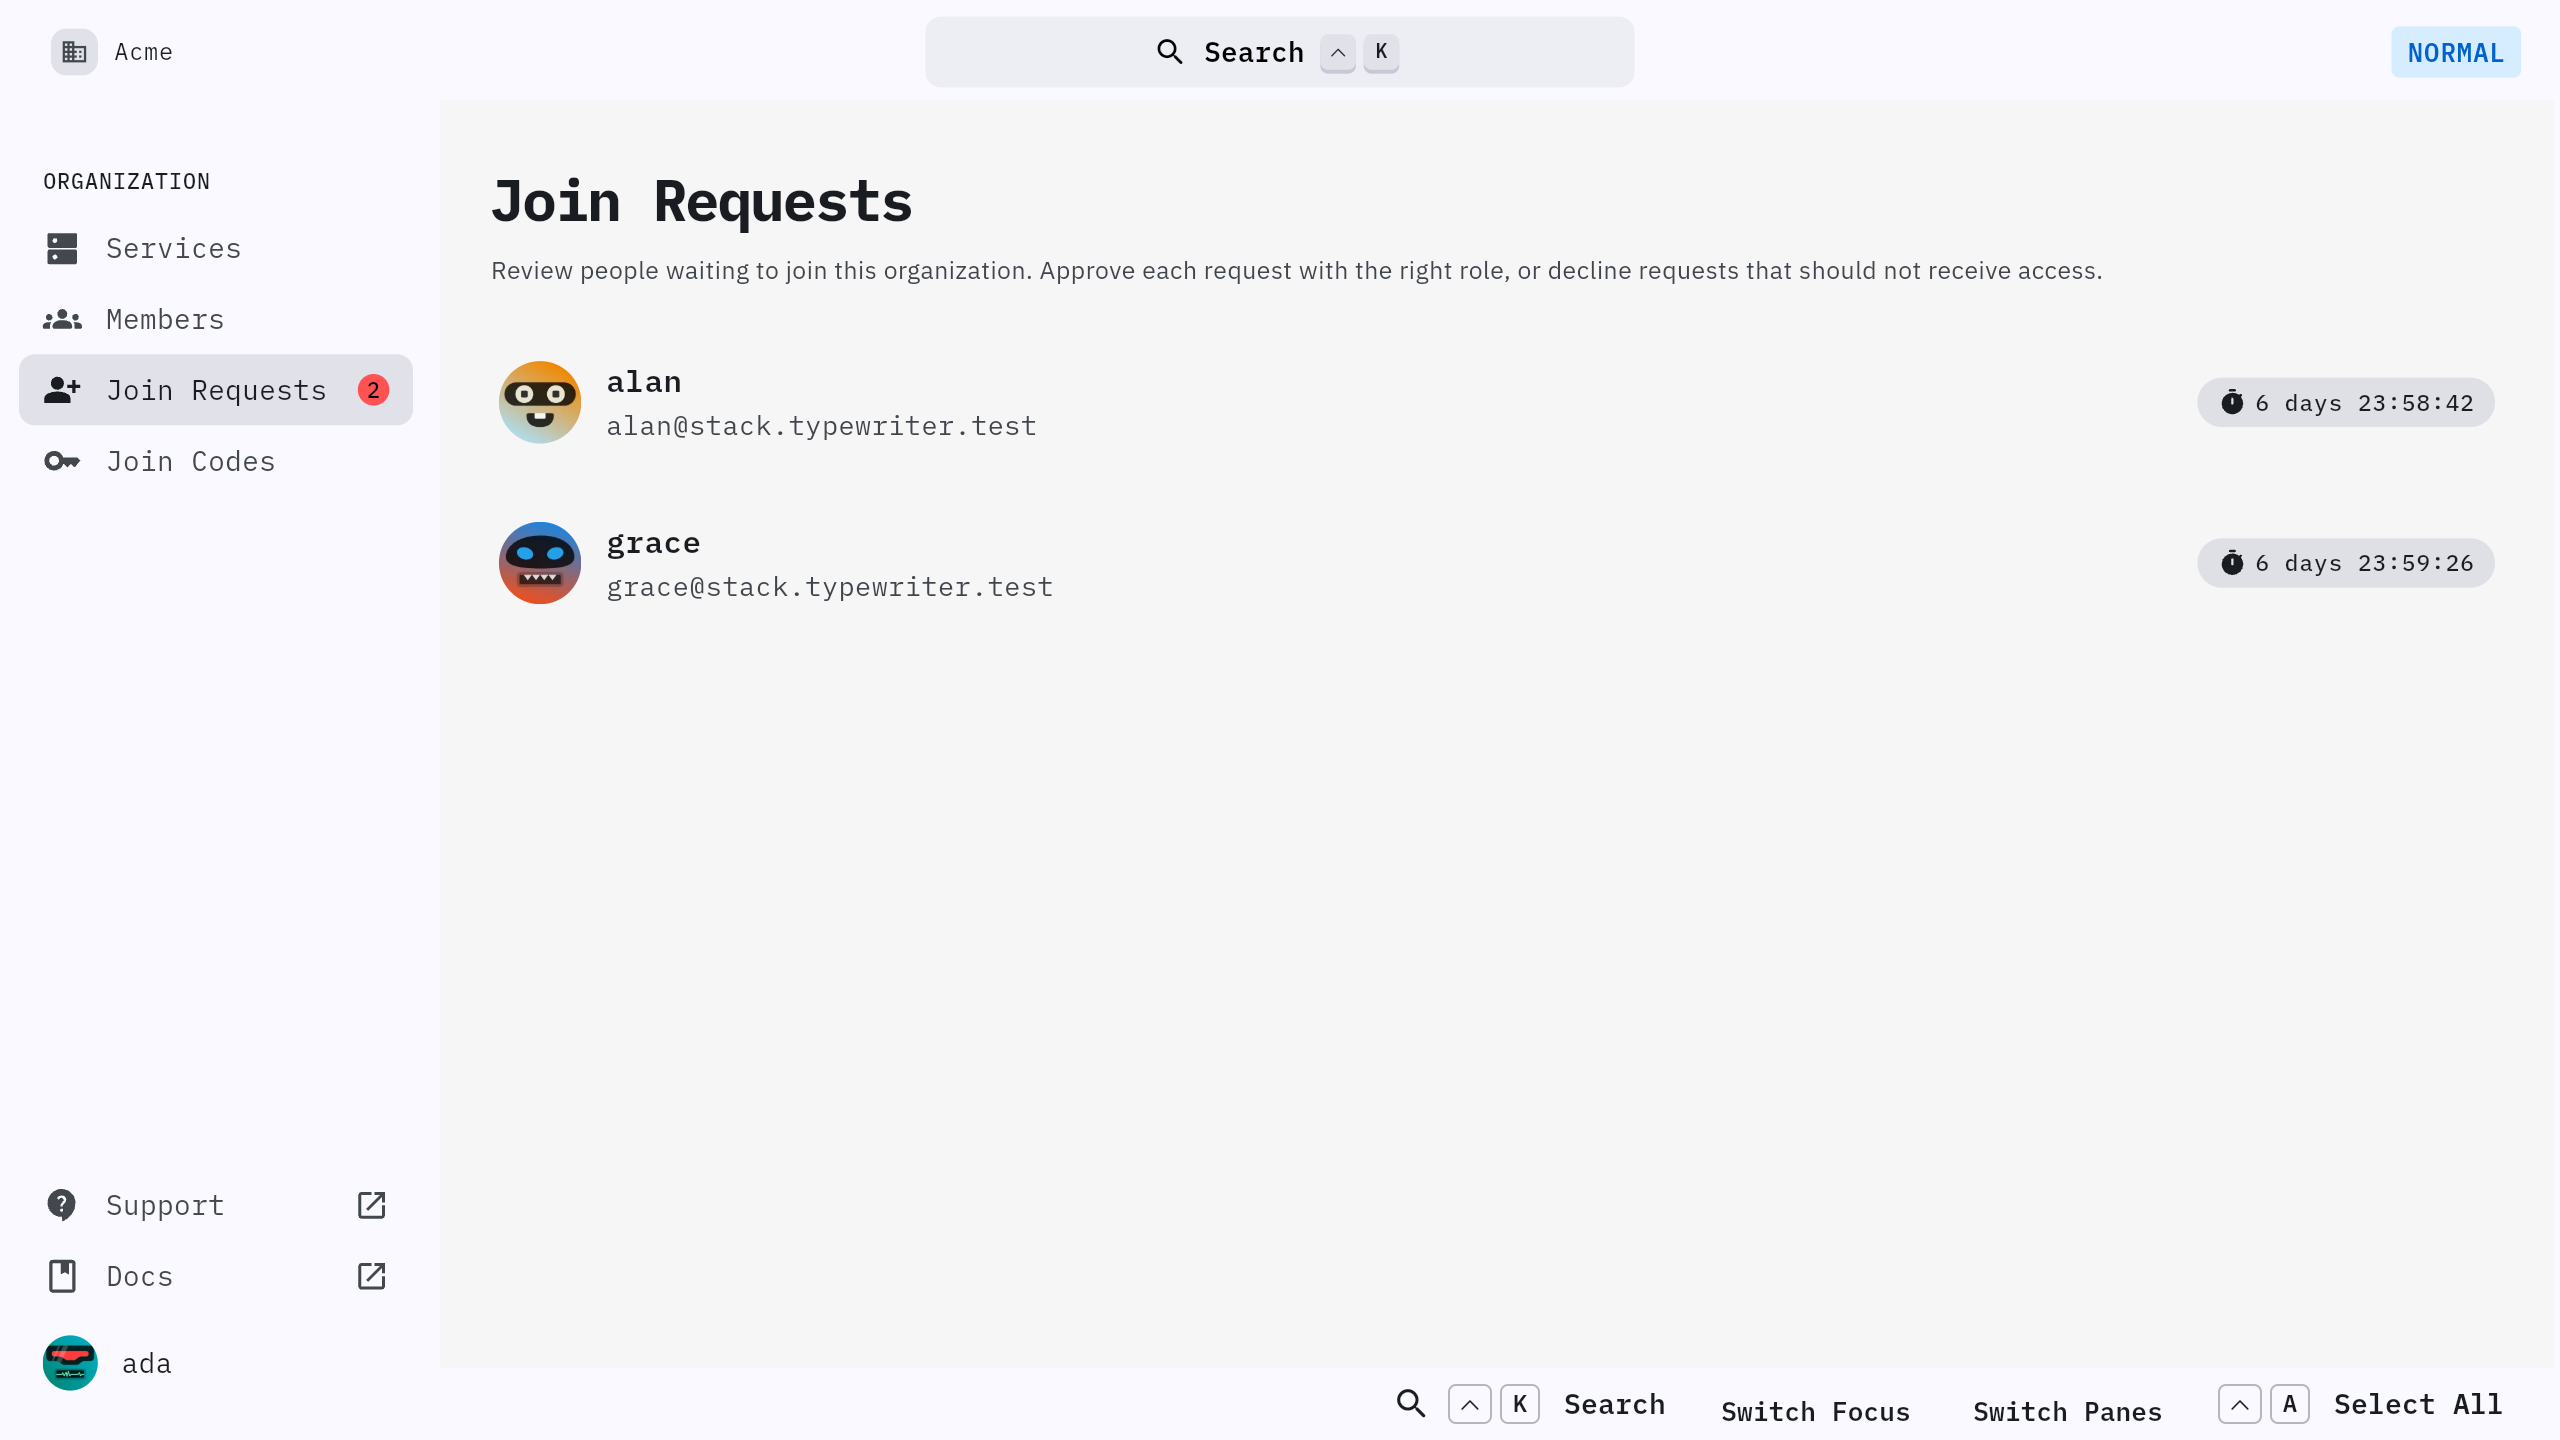 Acme
Search ^ K
NORMAL
ORGANIZATION
Services
Members
Join Requests 2
Join Codes
Join Requests
Review people waiting to join this organization. Approve each request with the right role, or decline requests that should not receive access.
alan
alan@stack.typewriter.test
6 days 23:58:42
grace
grace@stack.typewriter.test
6 days 23:59:26
Support
Docs
ada
^ K Search Switch Focus Switch Panes ^ A Select All